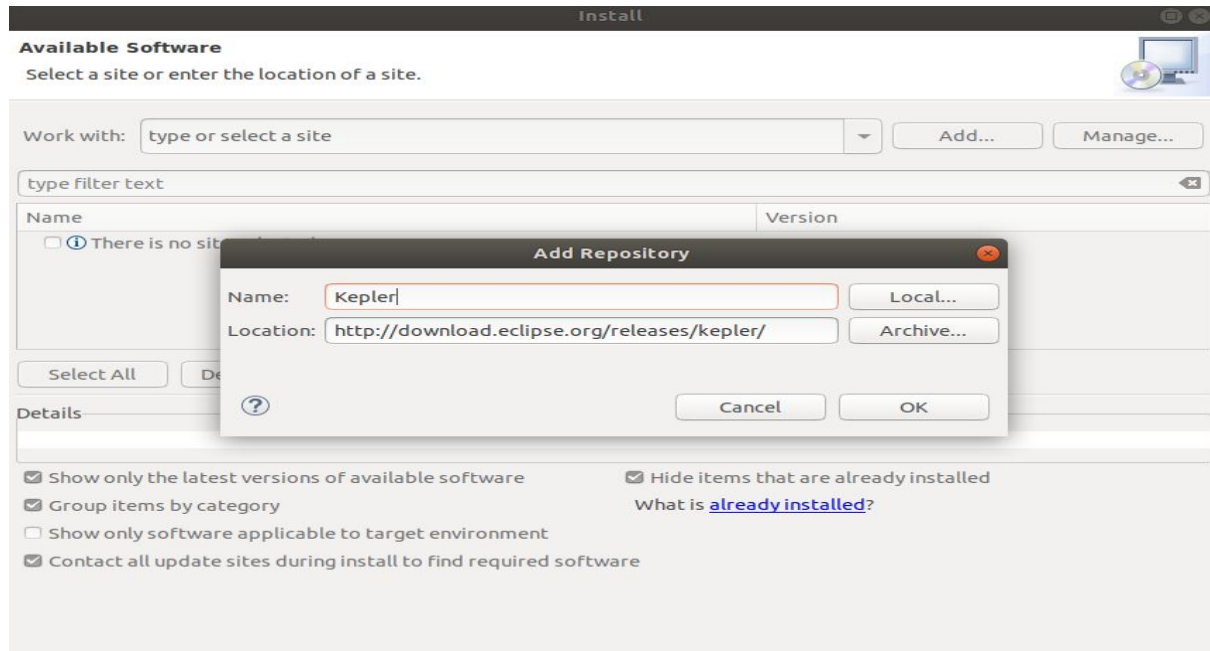 Install
Available Software
Select a site or enter the location of a site.
Work with: type or select a site Add... Manage...
type filter text
Name Version
There is no
Add Repository
Name: Kepler Local...
Location: http://download.eclipse.org/releases/kepler/ Archive...
Select All
Cancel OK
Details
Show only the latest versions of available software Hide items that are already installed
Group items by category What is already installed?
Show only software applicable to target environment
Contact all update sites during install to find required software